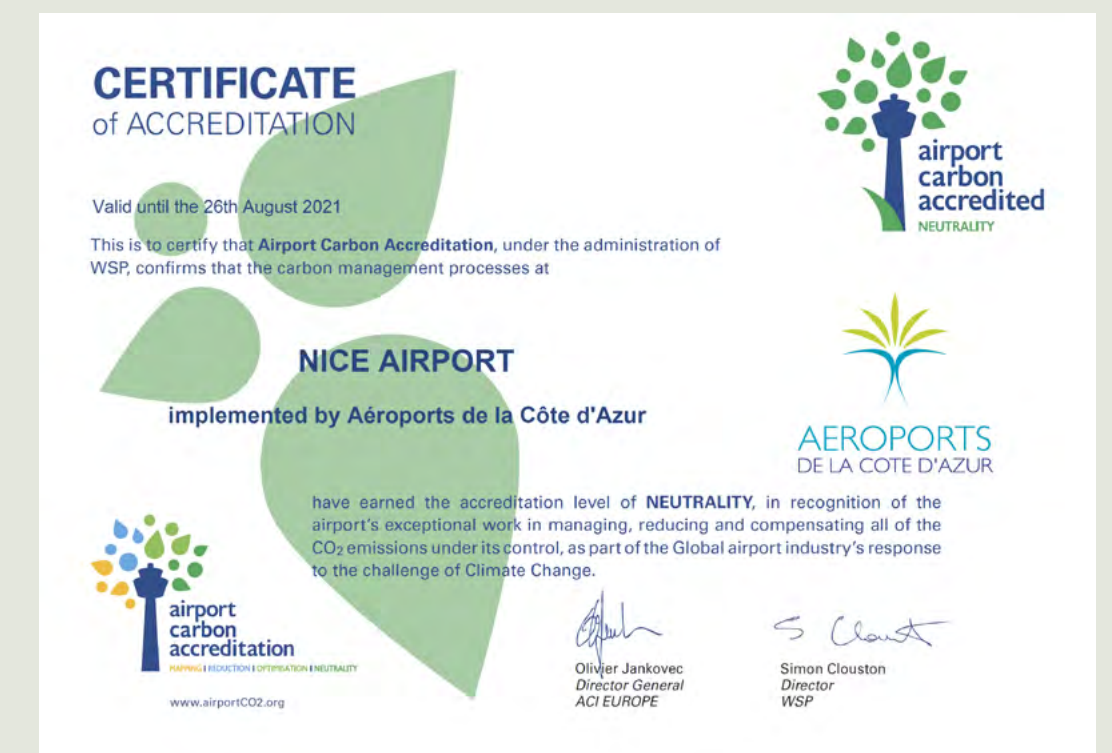 CERTIFICATE
of ACCREDITATION
airport
carbon
accredited
NEUTRALITY
Valid until the 26th August 2021
This is to certify that Airport Carbon Accreditation, under the administration of
WSP, confirms that the carbon management processes at
NICE AIRPORT
implemented by Aéroports de la Côte d'Azur
AEROPORTS
DE LA COTE D'AZUR
have earned the accreditation level of NEUTRALITY, in recognition of the
airport's exceptional work in managing, reducing and compensating all of the
CO2 emissions under its control, as part of the Global airport industry's response
to the challenge of Climate Change.
airport
carbon
accreditation
MAPPING I REDUCTION I OPTIMISATION I NEUTRALITY
www.airportCO2.org
Olivier Jankovec
Director General
ACI EUROPE
S Clouston
Simon Clouston
Director
WSP